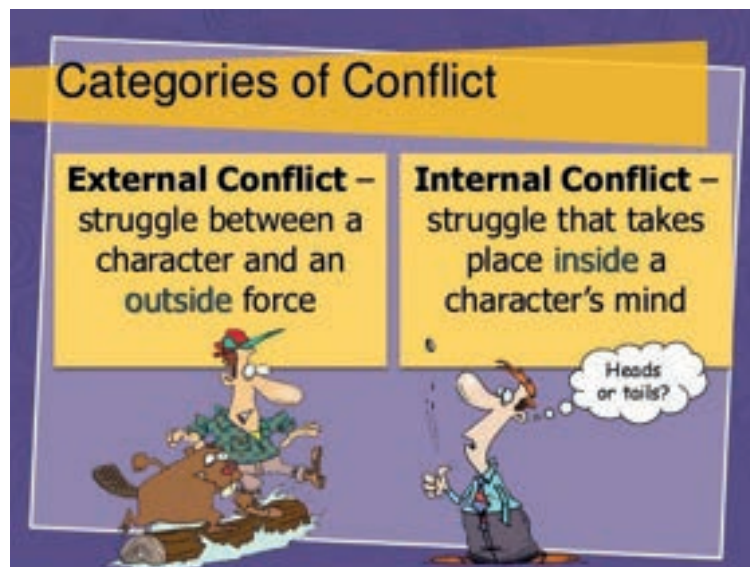 Categories of Conflict
External Conflict –
struggle between a
character and an
outside force
Internal Conflict –
struggle that takes
place inside a
character's mind
Heads
or tails?